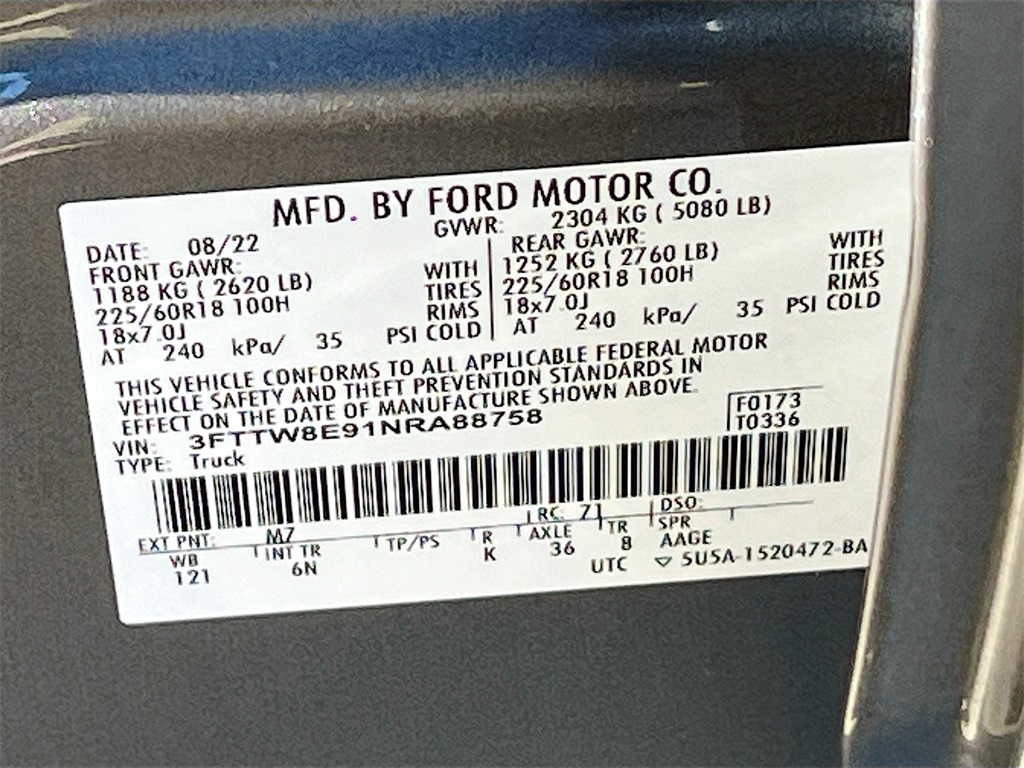 MFD. BY FORD MOTOR CO.
DATE: 08/22 GVWR: 2304 KG ( 5080 LB)
FRONT GAWR: REAR GAWR:
1188 KG ( 2620 LB) WITH 1252 KG ( 2760 LB) WITH
225/60R18 100H TIRES 225/60R18 100H TIRES
18x7.0J RIMS 18x7.0J RIMS
AT 240 kPa/ 35 PSI COLD AT 240 kPa/ 35 PSI COLD
THIS VEHICLE CONFORMS TO ALL APPLICABLE FEDERAL MOTOR
VEHICLE SAFETY AND THEFT PREVENTION STANDARDS IN
EFFECT ON THE DATE OF MANUFACTURE SHOWN ABOVE.
VIN: 3FTTW8E91NRA88758 F0173
TYPE: Truck T0336
EXT PNT: M7 RC: 71 DSO:
WB INT TR TP/PS R AXLE TR SPR
121 6N K 36 8 AAGE
UTC ▽ 5U5A-1520472-BA